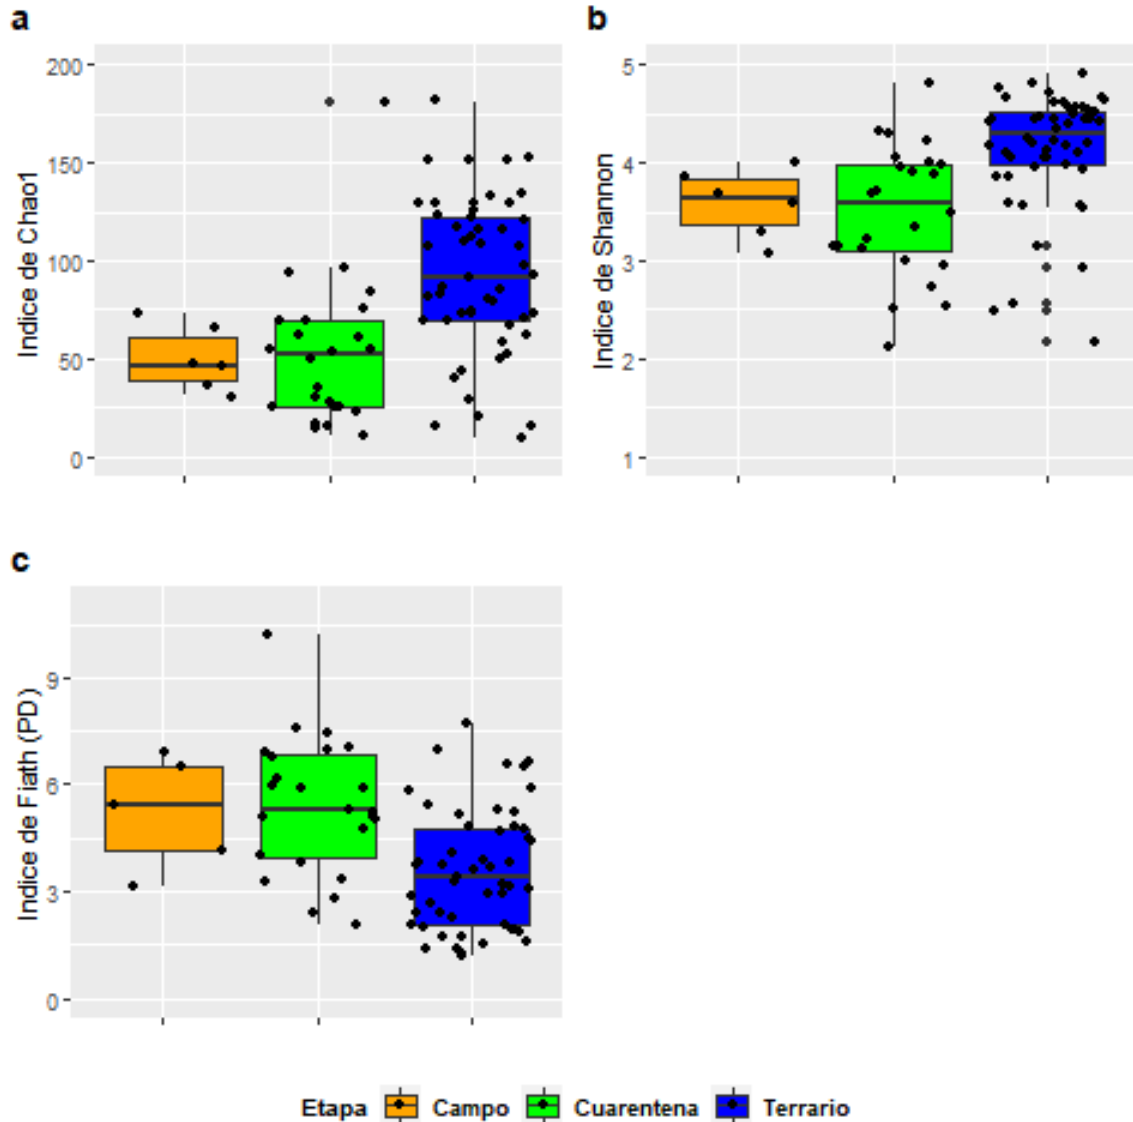 a
200
150
100
50
0
Indice de Chao1
b
5
4
3
2
1
Indice de Shannon
c
9
6
3
0
Indice de Fiath (PD)
Etapa Campo Cuarentena Terrario